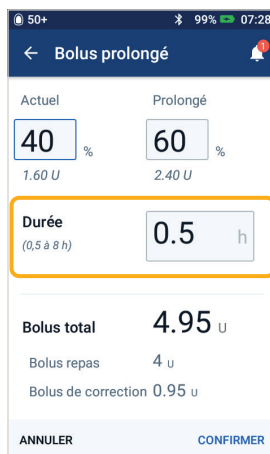 50+ 99% 07:28
Bolus prolongé 1
Actuel Prolongé
40 % 60 %
1.60 U 2.40 U
Durée 0.5 h
(0,5 à 8 h)
Bolus total 4.95 U
Bolus repas 4 U
Bolus de correction 0.95 U
ANNULER CONFIRMER